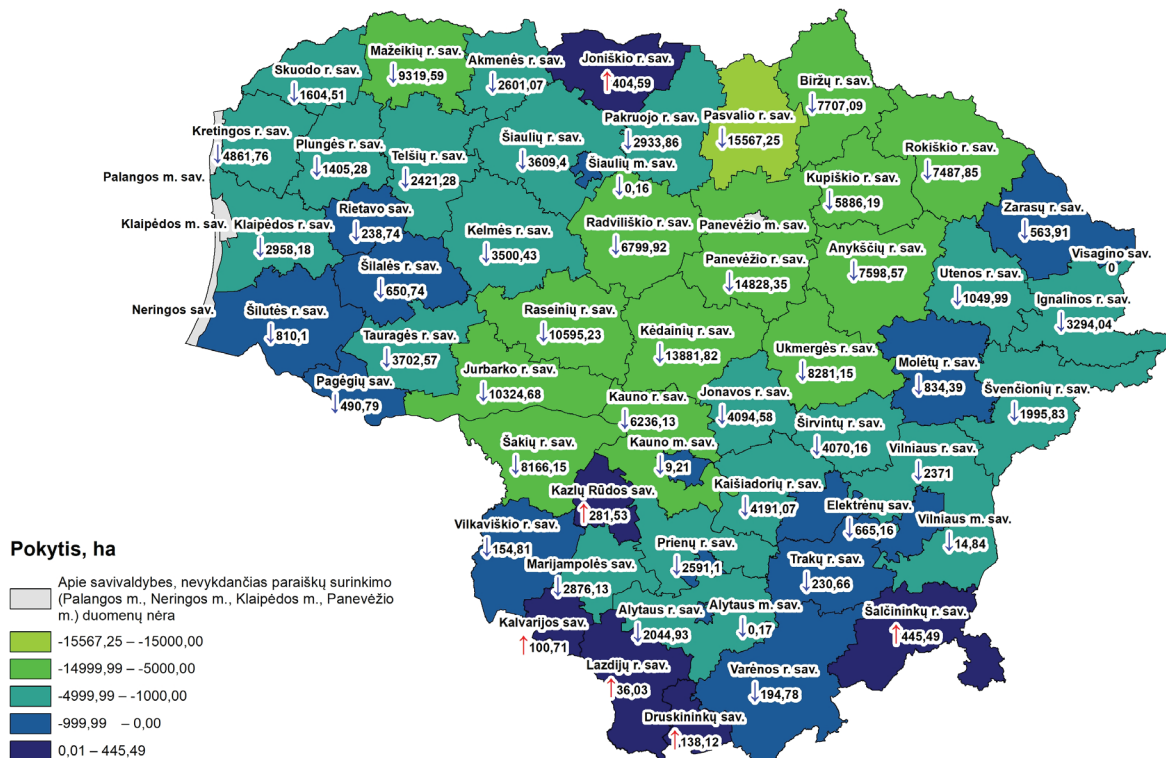 Mažeikių r. sav.
↓9319,59
Akmenės r. sav.
↓2601,07
Joniškio r. sav.
↑404,59
Skuodo r. sav.
↓1604,51
Biržų r. sav.
↓7707,09
Pakruojo r. sav.
↓2933,86
Pasvalio r. sav.
↓15567,25
Kretingos r. sav.
↓4861,76
Plungės r. sav.
↓1405,28
Telšių r. sav.
↓2421,28
Šiaulių r. sav.
↓3609,4
Šiaulių m. sav.
↓0,16
Rokiškio r. sav.
↓7487,85
Kupiškio r. sav.
↓5886,19
Palangos m. sav.
Rietavo sav.
↓238,74
Zarasų r. sav.
↓563,91
Klaipėdos m. sav.
Klaipėdos r. sav.
↓2958,18
Kelmės r. sav.
↓3500,43
Radviliškio r. sav.
↓6799,92
Panevėžio m. sav.
Panevėžio r. sav.
↓14828,35
Anykščių r. sav.
↓7598,57
Visagino sav.
0
Utenos r. sav.
↓1049,99
Šilalės r. sav.
↓650,74
Ignalinos r. sav.
↓3294,04
Neringos sav.
Šilutės r. sav.
↓810,1
Raseinių r. sav.
↓10595,23
Kėdainių r. sav.
↓13881,82
Tauragės r. sav.
↓3702,57
Ukmergės r. sav.
↓8281,15
Molėtų r. sav.
↓834,39
Jurbarko r. sav.
↓10324,68
Pagėgių sav.
↓490,79
Jonavos r. sav.
↓4094,58
Švenčionių r. sav.
↓1995,83
Kauno r. sav.
↓6236,13
Širvintų r. sav.
↓4070,16
Šakių r. sav.
↓8166,15
Kauno m. sav.
↓9,21
Vilniaus r. sav.
↓2371
Kaišiadorių r. sav.
↓4191,07
Kazlų Rūdos sav.
↑281,53
Elektrėnų sav.
↓665,16
Vilniaus m. sav.
↓14,84
Vilkaviškio r. sav.
↓154,81
Prienų r. sav.
↓2591,1
Trakų r. sav.
↓230,66
Marijampolės sav.
↓2876,13
Alytaus r. sav.
↓2044,93
Alytaus m. sav.
↓0,17
Šalčininkų r. sav.
↑445,49
Kalvarijos sav.
↑100,71
Lazdijų r. sav.
↑36,03
Varėnos r. sav.
↓194,78
Druskininkų sav.
↑138,12
Pokytis, ha
Apie savivaldybes, nevykdančias paraiškų surinkimo
(Palangos m., Neringos m., Klaipėdos m., Panevėžio
m.) duomenų nėra
-15567,25 – -15000,00
-14999,99 – -5000,00
-4999,99 – -1000,00
-999,99 – 0,00
0,01 – 445,49